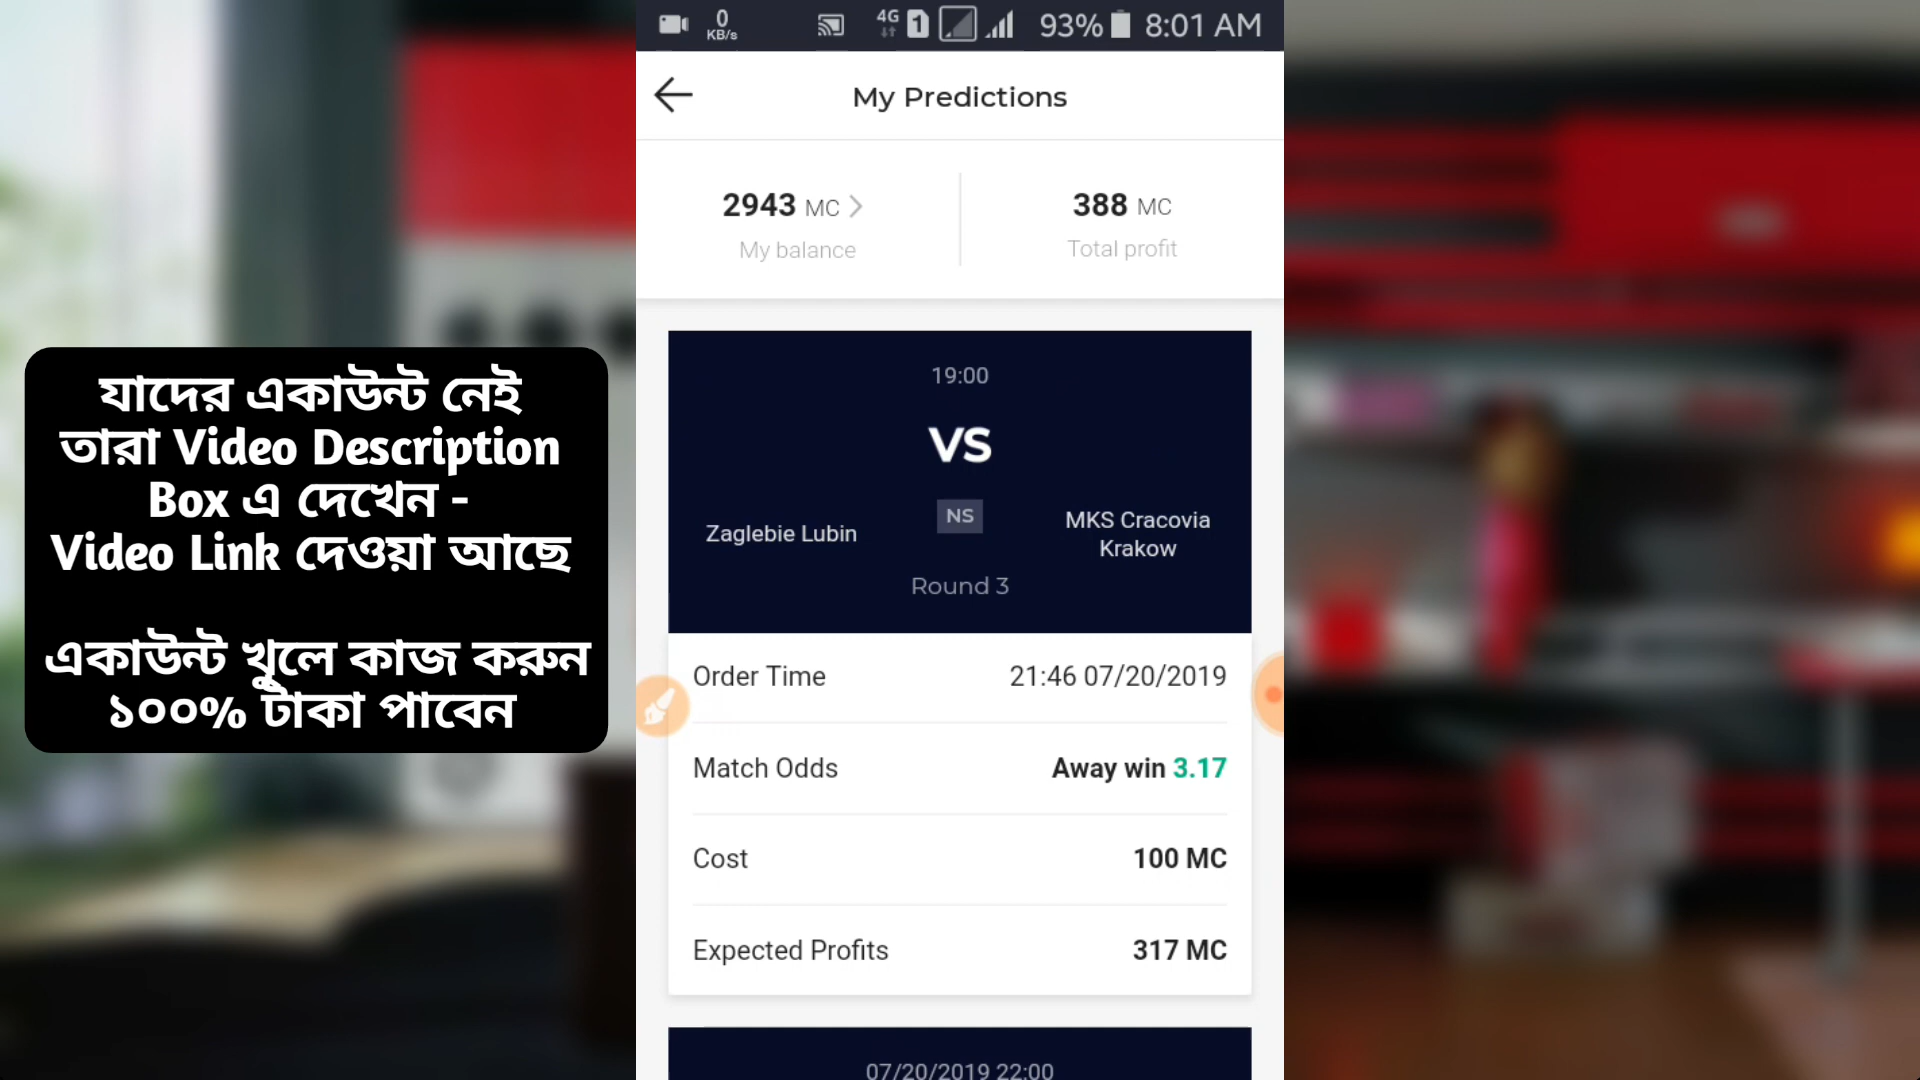 0
KB/s
4G
1
93%
8:01 AM
My Predictions
2943 MC
My balance
388 MC
Total profit
যাদের একাউন্ট নেই
তারা Video Description
Box এ দেখেন -
Video Link দেওয়া আছে
একাউন্ট খুলে কাজ করুন
১০০% টাকা পাবেন
19:00
VS
NS
Zaglebie Lubin
MKS Cracovia
Krakow
Round 3
Order Time 21:46 07/20/2019
Match Odds Away win 3.17
Cost 100 MC
Expected Profits 317 MC
07/20/2019 22:00